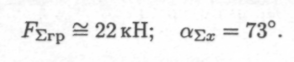 F_Σгр ≅ 22 кН; α_Σx = 73°.